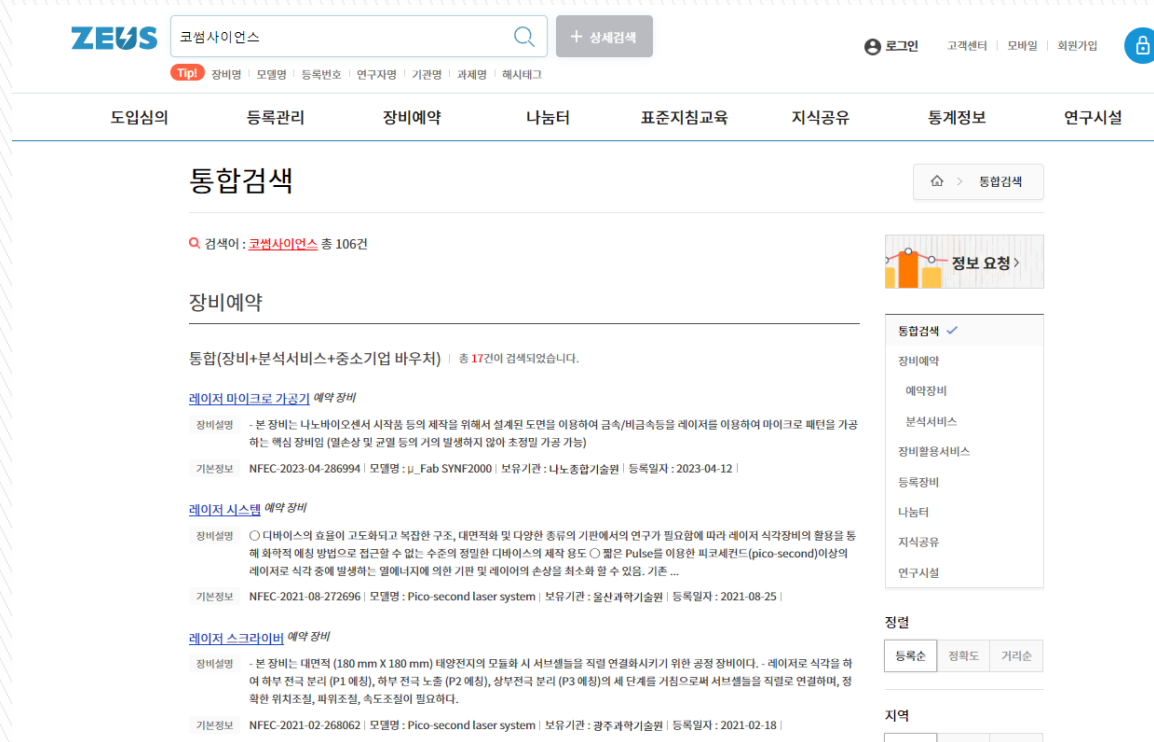 ZEUS 코썸사이언스 + 상세검색
로그인 고객센터 | 모바일 | 회원가입
Tip! 장비명 | 모델명 | 등록번호 | 연구자명 | 기관명 | 과제명 | 해시태그
도입심의 등록관리 장비예약 나눔터 표준지침교육 지식공유 통계정보 연구시설
통합검색
> 통합검색
검색어 : 코썸사이언스 총 106건
정보 요청 >
장비예약
통합(장비+분석서비스+중소기업 바우처) | 총 17건이 검색되었습니다.
레이저 마이크로 가공기 예약 장비
장비설명 - 본 장비는 나노바이오센서 시작품 등의 제작을 위해서 설계된 도면을 이용하여 금속/비금속등을 레이저를 이용하여 마이크로 패턴을 가공
하는 핵심 장비임 (열손상 및 균열 등의 거의 발생하지 않아 초정밀 가공 가능)
기본정보 NFEC-2023-04-286994 | 모델명 : μ_Fab SYNF2000 | 보유기관 : 나노종합기술원 | 등록일자 : 2023-04-12 |
레이저 시스템 예약 장비
장비설명 ○ 디바이스의 효율이 고도화되고 복잡한 구조, 대면적화 및 다양한 종류의 기판에서의 연구가 필요함에 따라 레이저 식각장비의 활용을 통
해 화학적 에칭 방법으로 접근할 수 없는 수준의 정밀한 디바이스의 제작 용도 ○ 짧은 Pulse를 이용한 피코세컨드(pico-second)이상의
레이저로 식각 중에 발생하는 열에너지에 의한 기판 및 레이어의 손상을 최소화 할 수 있음. 기존 ...
기본정보 NFEC-2021-08-272696 | 모델명 : Pico-second laser system | 보유기관 : 울산과학기술원 | 등록일자 : 2021-08-25 |
레이저 스크라이버 예약 장비
장비설명 - 본 장비는 대면적 (180 mm X 180 mm) 태양전지의 모듈화 시 서브셀들을 직렬 연결화시키기 위한 공정 장비이다. - 레이저로 식각을 하
여 하부 전극 분리 (P1 에칭), 하부 전극 노출 (P2 에칭), 상부전극 분리 (P3 에칭)의 세 단계를 거침으로써 서브셀들을 직렬로 연결하며, 정
확한 위치조절, 파워조절, 속도조절이 필요하다.
기본정보 NFEC-2021-02-268062 | 모델명 : Pico-second laser system | 보유기관 : 광주과학기술원 | 등록일자 : 2021-02-18 |
통합검색
장비예약
예약장비
분석서비스
장비활용서비스
등록장비
나눔터
지식공유
연구시설
정렬
등록순 정확도 거리순
지역